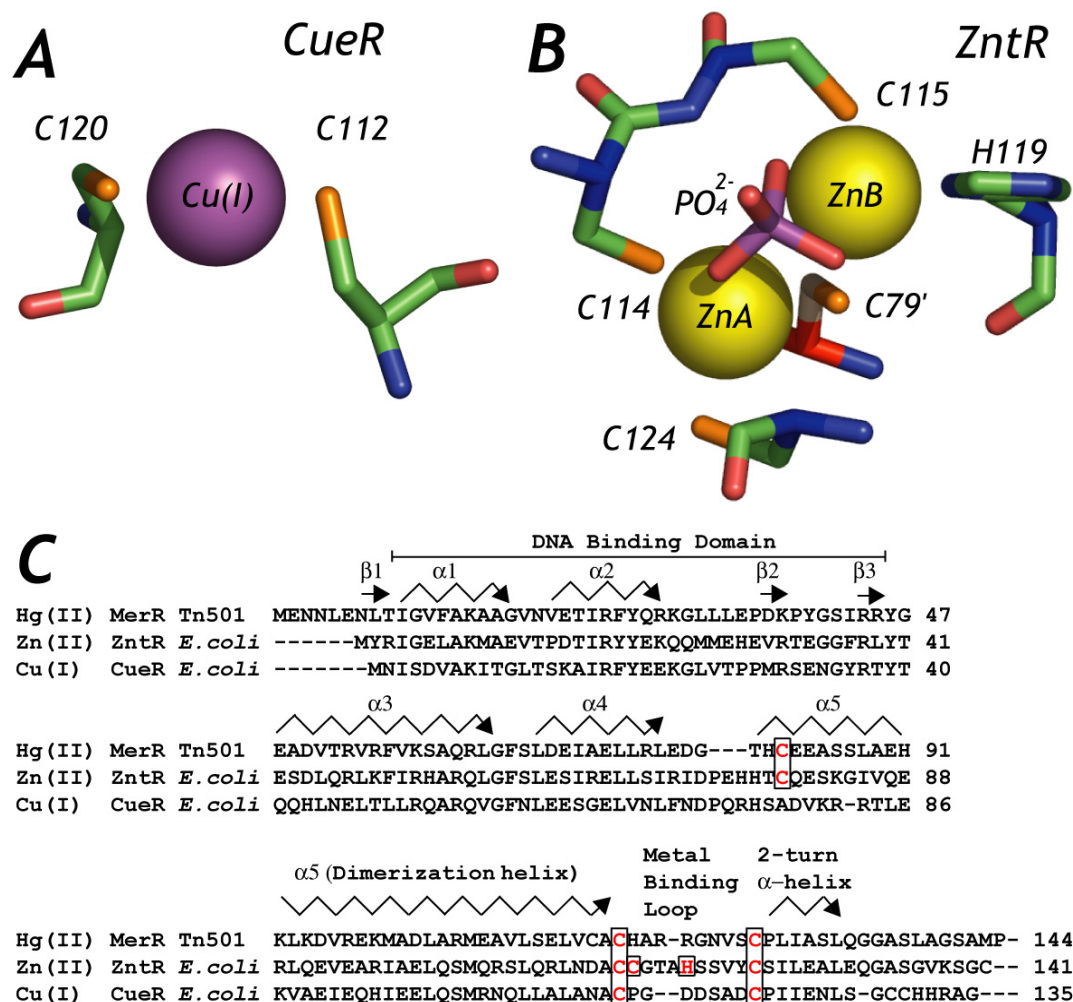 A
CueR
C120
Cu(I)
C112
B
ZntR
C115
H119
PO₄²⁻
ZnB
C114
ZnA
C79'
C124
C
DNA Binding Domain
β1 α1 α2 β2 β3
Hg(II) MerR Tn501 MENNLENLTIGVFAKAAGVNVETIRFYQRKGLLLEPDKPYGSIRRYG 47
Zn(II) ZntR E.coli ------MYRIGELAKMAEVTPDTIRYYEKQQMMEHEVRTEGGFRLYT 41
Cu(I) CueR E.coli -------MNISDVAKITGLTSKAIRFYEEKGLVTPPMRSENGYRTYT 40
α3 α4 α5
Hg(II) MerR Tn501 EADVTRVRFVKSAQRLGFSLDEIAELLRLEDG---THCEEASSLAEH 91
Zn(II) ZntR E.coli ESDLQRLKFIRHARQLGFSLESIRELLSIRIDPEHHTCQESKGIVQE 88
Cu(I) CueR E.coli QQHLNELTLLRQARQVGFNLEESGELVNLFNDPQRHSADVKR-RTLE 86
α5 (Dimerization helix)
Metal Binding Loop
2-turn α-helix
Hg(II) MerR Tn501 KLKDVREKMADLARMEAVLSELVCACHAR-RGNVSCPLIASLQGGASLAGSAMP- 144
Zn(II) ZntR E.coli RLQEVEARIAELQSMQRSLQRLNDACCGTAHSSVYCSILEALEQGASGVKSGC-- 141
Cu(I) CueR E.coli KVAEIEQHIEELQSMRNQLLALANACPG--DDSADCPIIENLS-GCCHHRAG--- 135